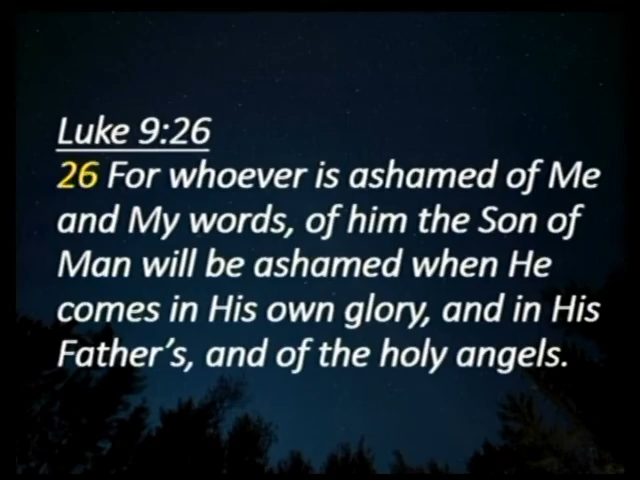 Luke 9:26
26 For whoever is ashamed of Me
and My words, of him the Son of
Man will be ashamed when He
comes in His own glory, and in His
Father’s, and of the holy angels.